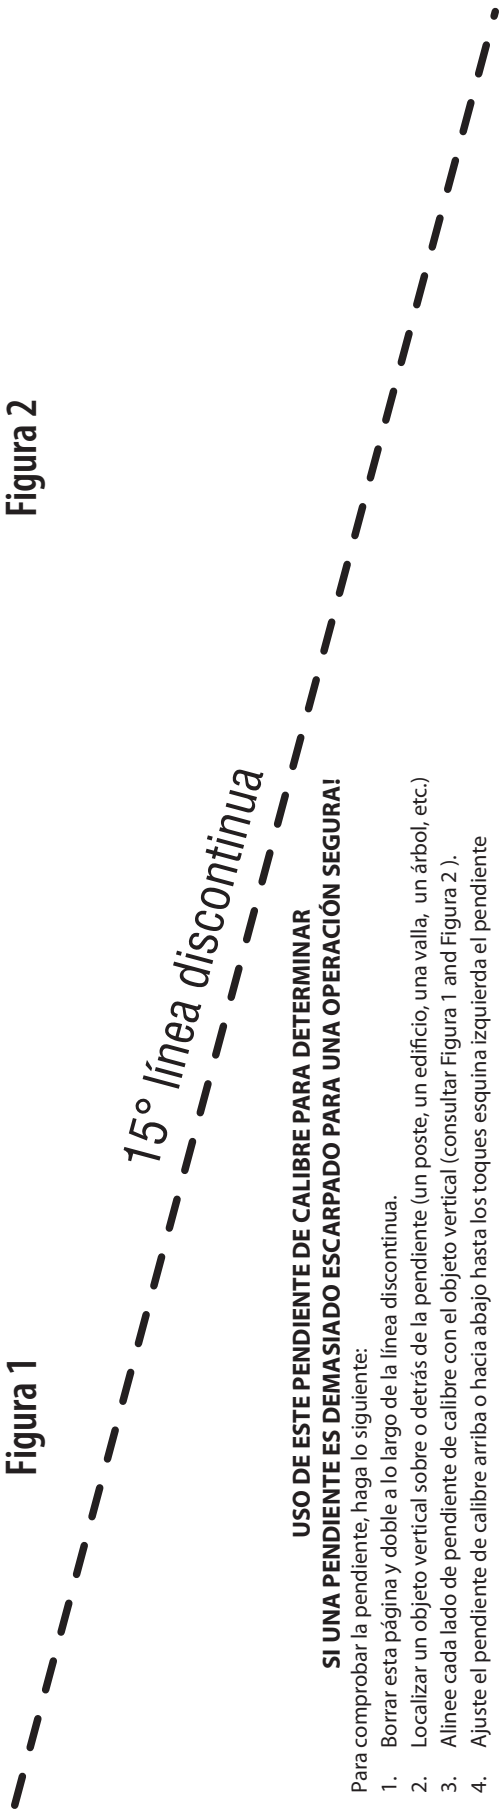 Figura 1
Figura 2
15° línea discontinua
USO DE ESTE PENDIENTE DE CALIBRE PARA DETERMINAR
SI UNA PENDIENTE ES DEMASIADO ESCARPADO PARA UNA OPERACIÓN SEGURA!
Para comprobar la pendiente, haga lo siguiente:
1. Borrar esta página y doble a lo largo de la línea discontinua.
2. Localizar un objeto vertical sobre o detrás de la pendiente (un poste, un edificio, una valla, un árbol, etc.)
3. Alinee cada lado de pendiente de calibre con el objeto vertical (consultar Figura 1 and Figura 2 ).
4. Ajuste el pendiente de calibre arriba o hacia abajo hasta los toques esquina izquierda el pendiente